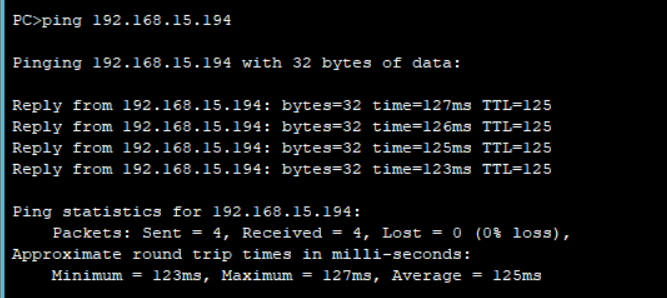 PC>ping 192.168.15.194
Pinging 192.168.15.194 with 32 bytes of data:
Reply from 192.168.15.194: bytes=32 time=127ms TTL=125
Reply from 192.168.15.194: bytes=32 time=126ms TTL=125
Reply from 192.168.15.194: bytes=32 time=125ms TTL=125
Reply from 192.168.15.194: bytes=32 time=123ms TTL=125
Ping statistics for 192.168.15.194:
Packets: Sent = 4, Received = 4, Lost = 0 (0% loss),
Approximate round trip times in milli-seconds:
Minimum = 123ms, Maximum = 127ms, Average = 125ms